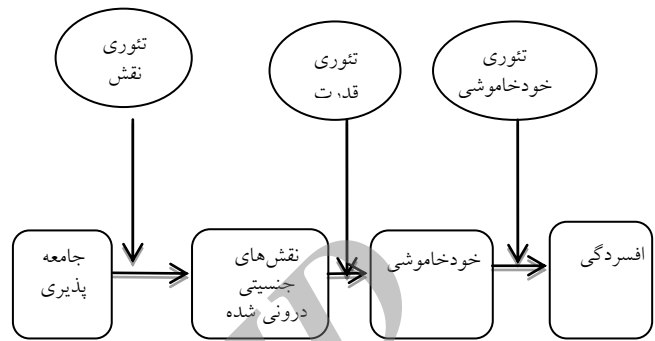 تئوری
نقش
تئوری
قدرت
تئوری
خودخاموشی
جامعه
پذیری
نقش‌های
جنسیتی
درونی شده
خودخاموشی
افسردگی